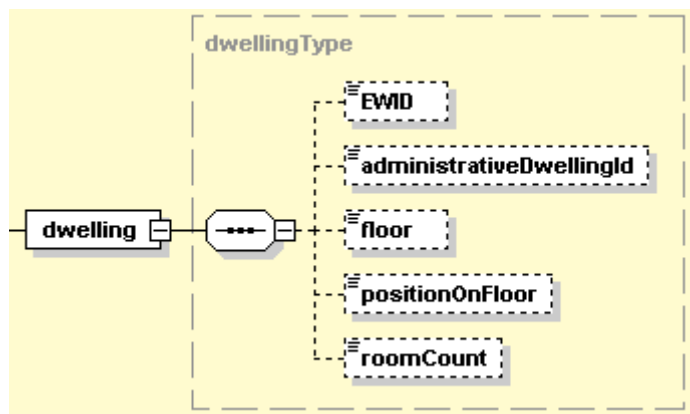 dwellingType
EWID
administrativeDwellingId
dwelling
floor
positionOnFloor
roomCount